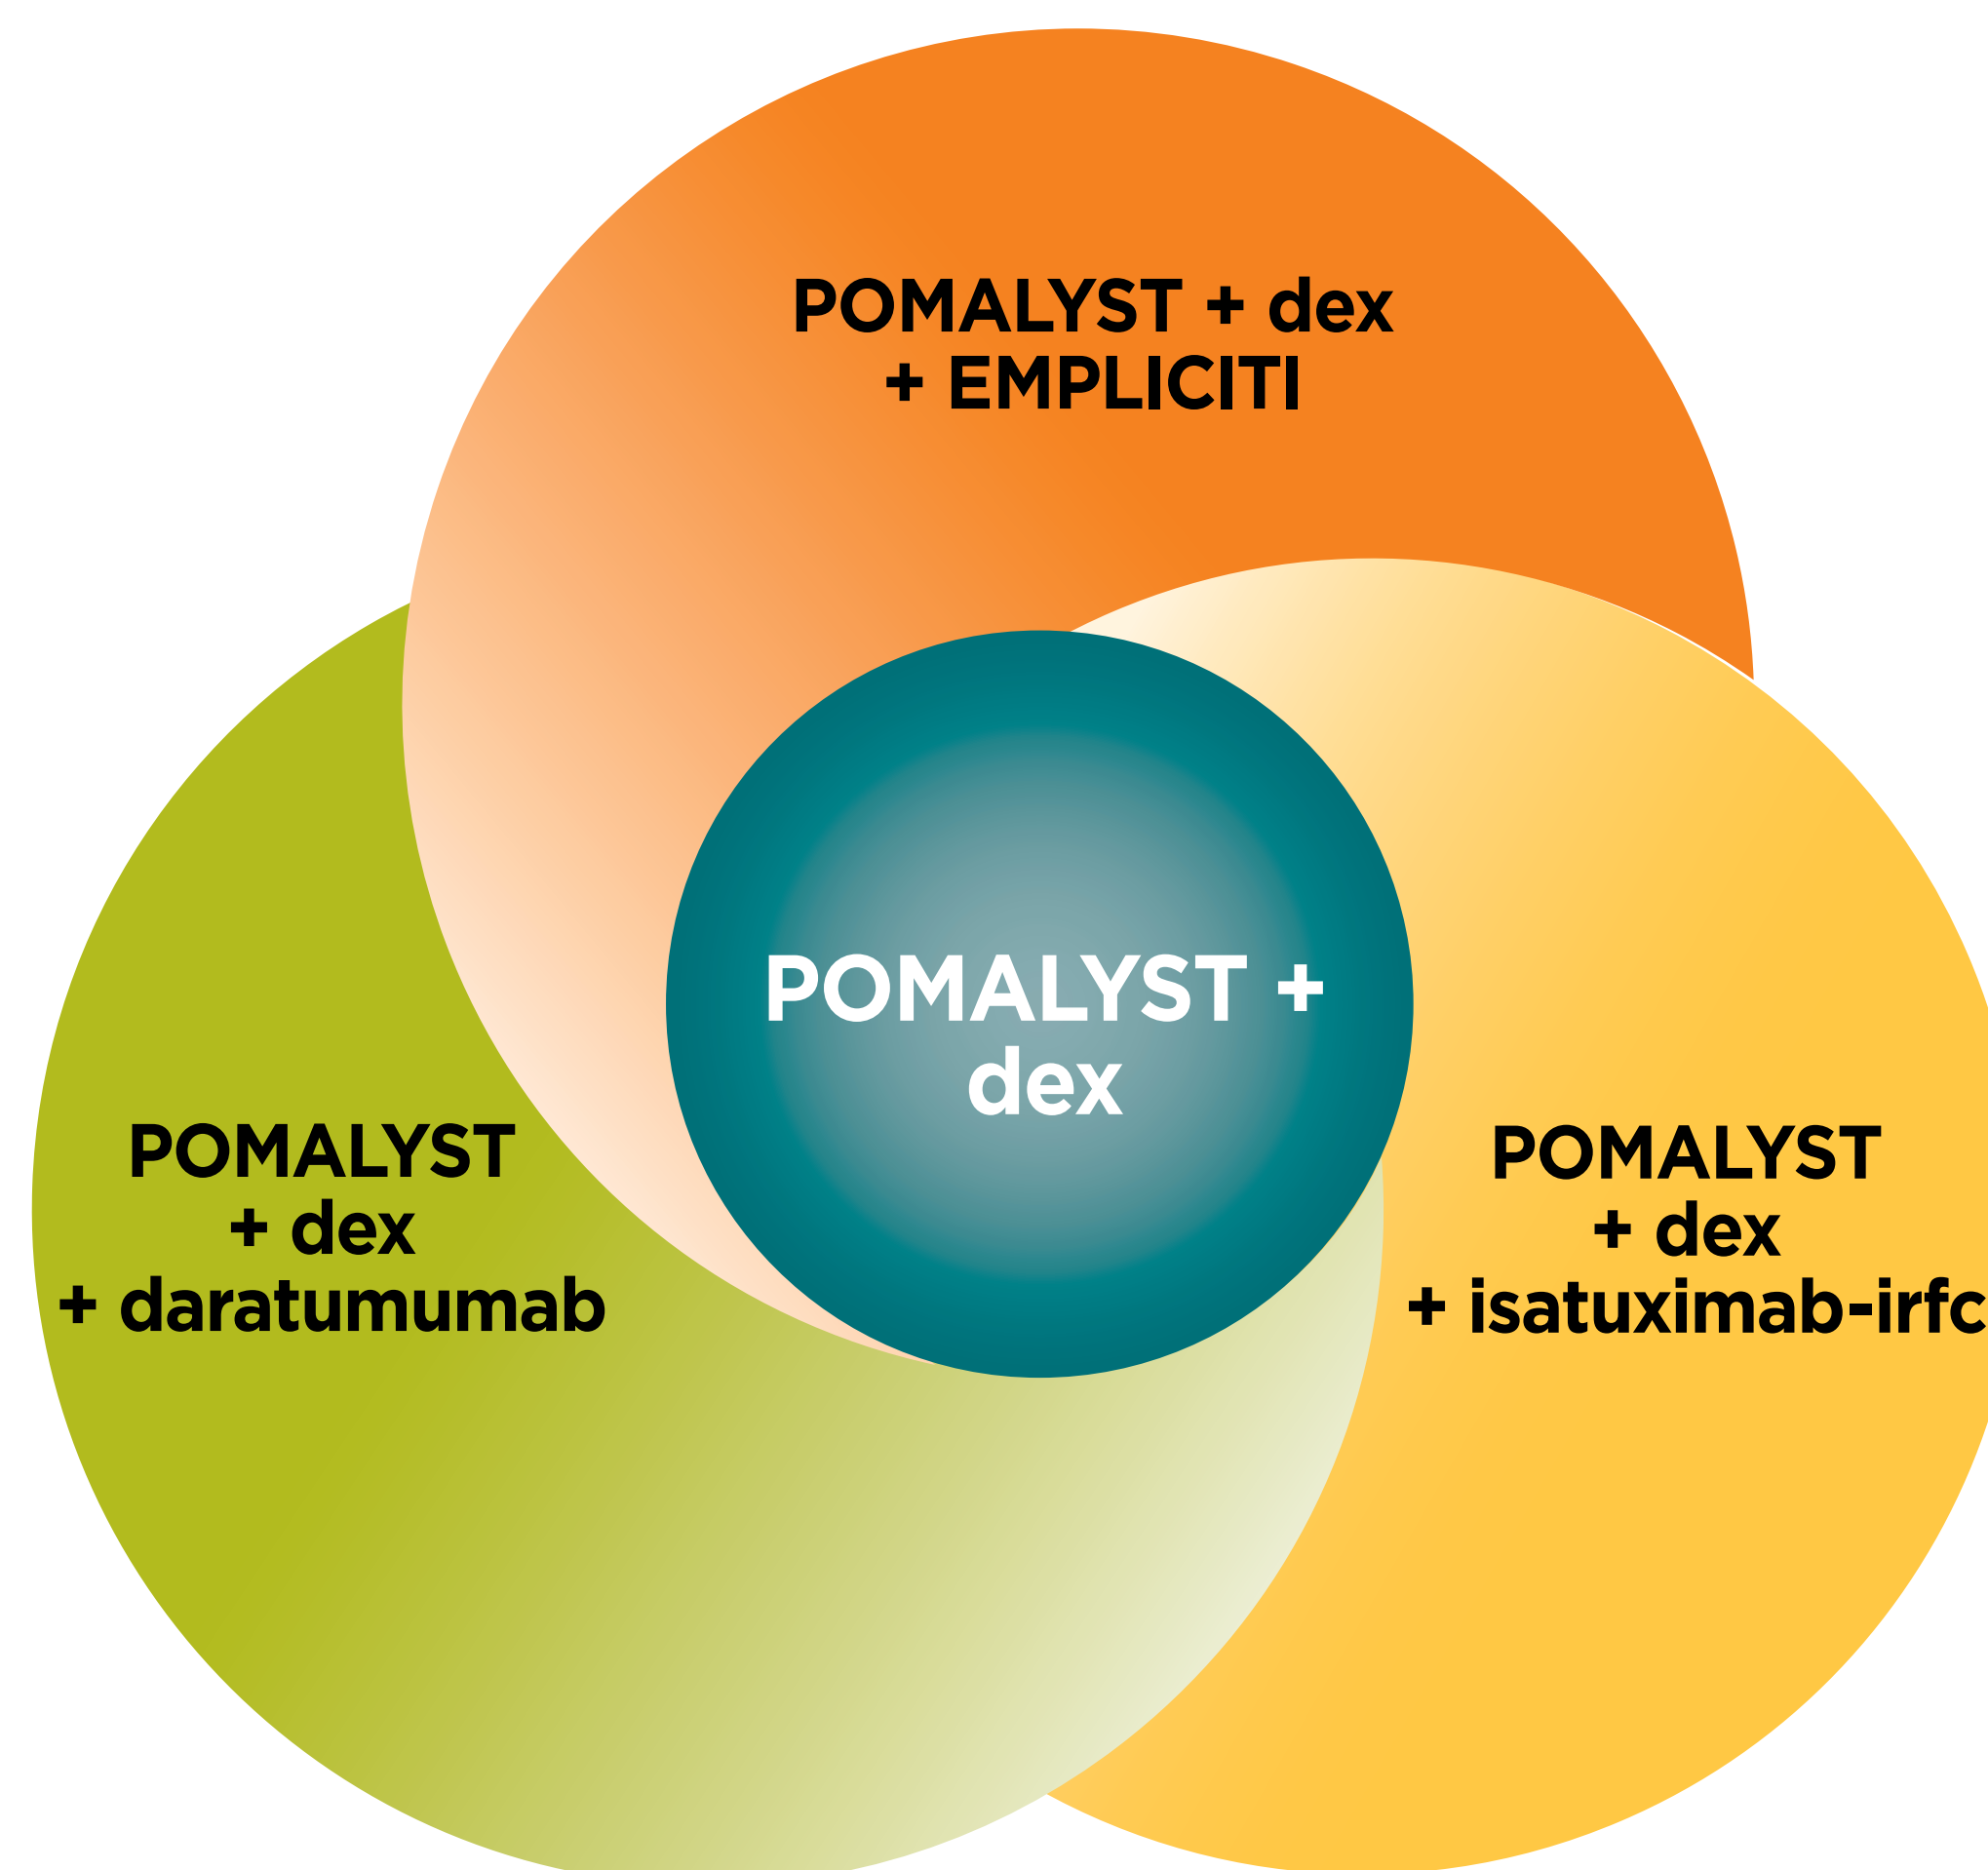 POMALYST + dex
+ EMPLICITI
POMALYST +
dex
POMALYST
+ dex
+ daratumumab
POMALYST
+ dex
+ isatuximab-irfc